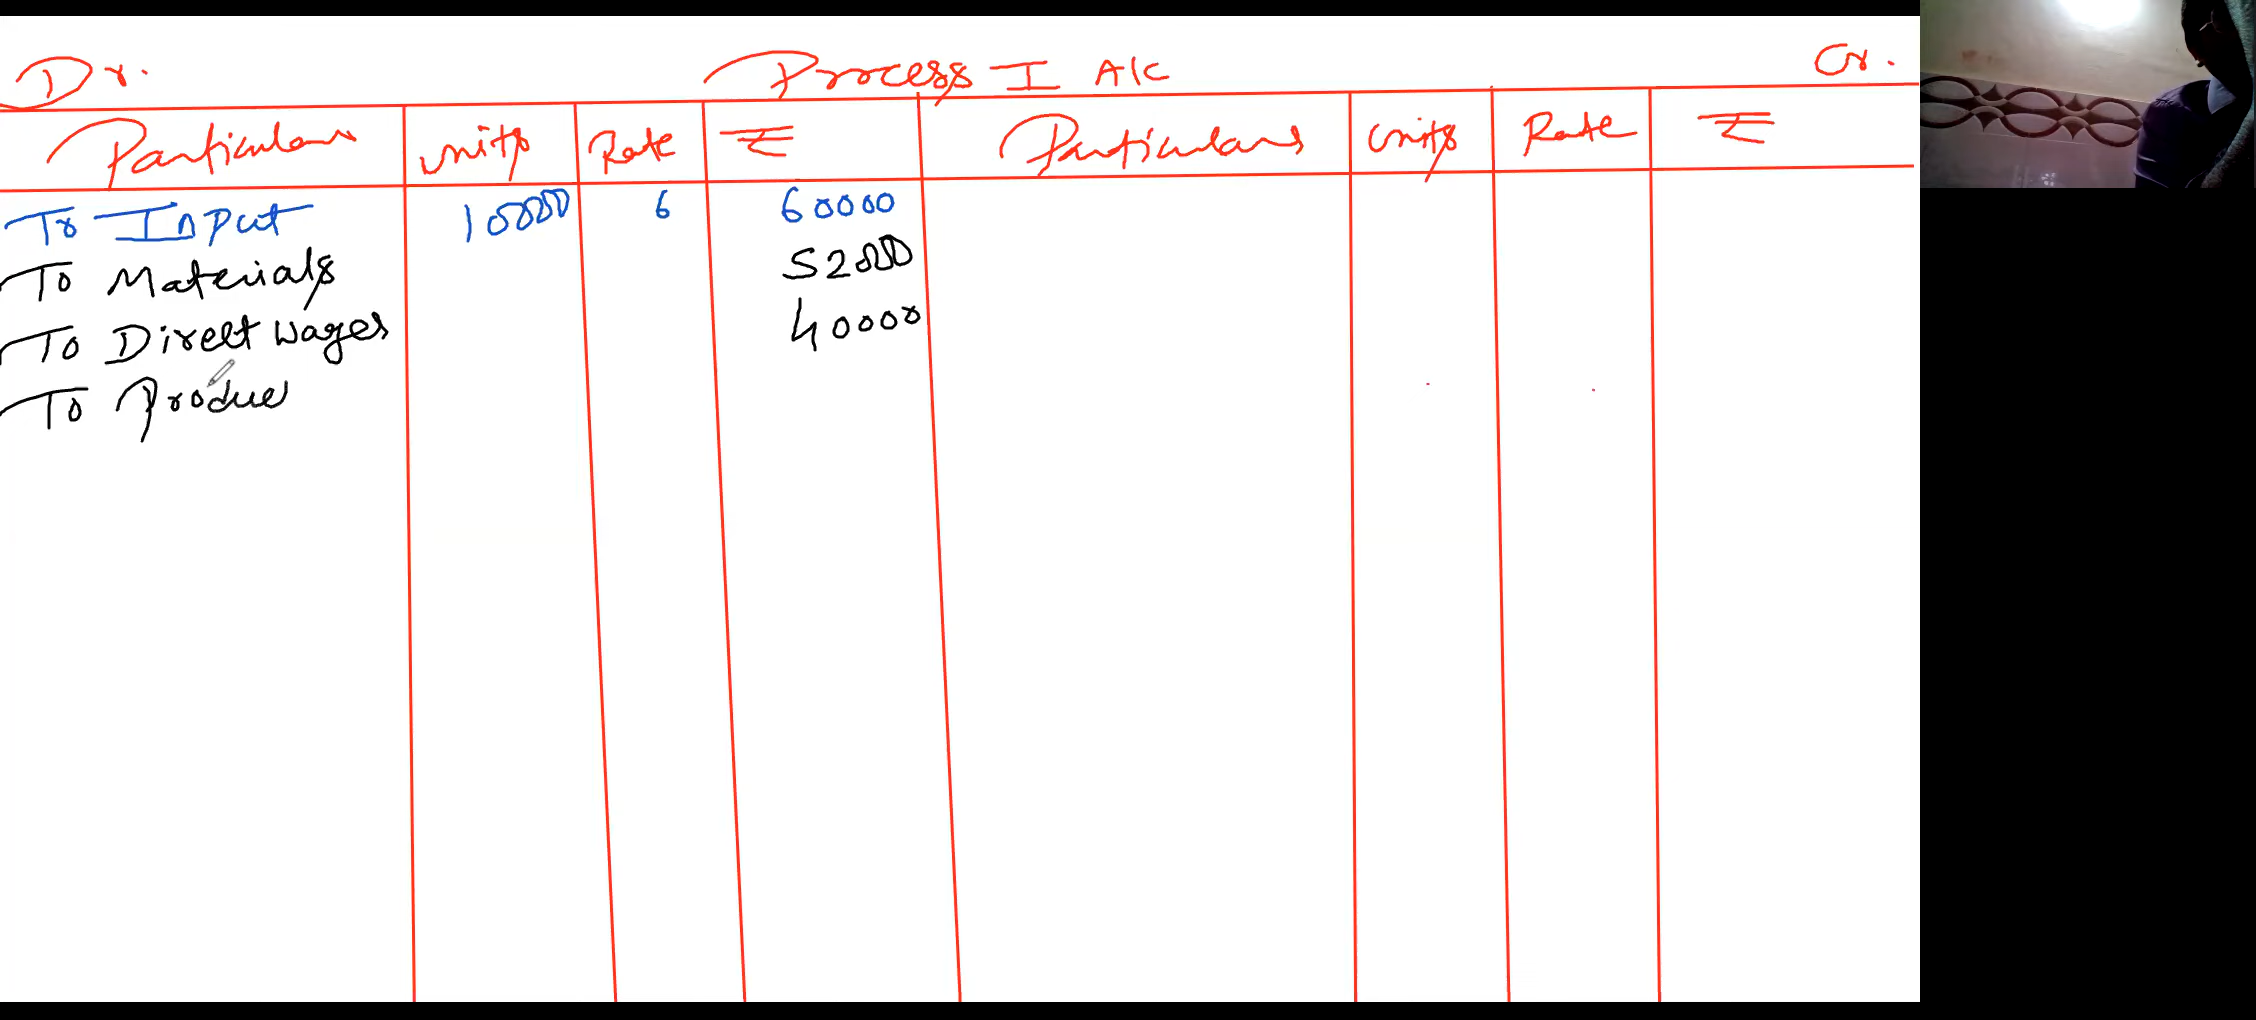 Dr. Process I A/C Cr.
Particulars units Rate ₹ Particulars Units Rate ₹
To Input 10000 6 60000
To Materials 52000
To Direct wages 40000
To Produc